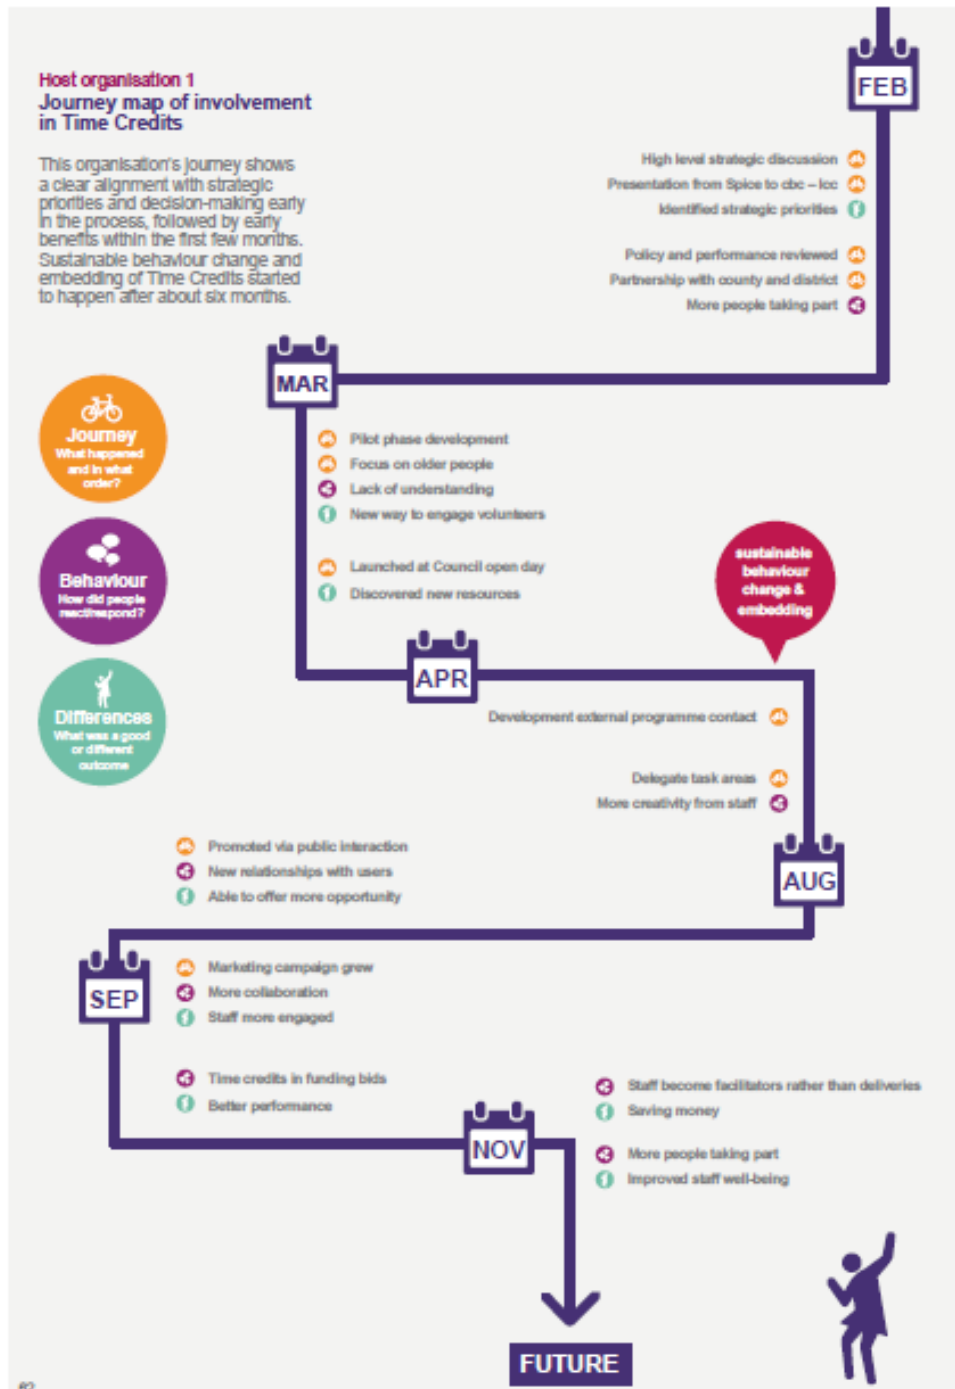 Host organisation 1
Journey map of involvement
in Time Credits
This organisation's journey shows
a clear alignment with strategic
priorities and decision-making early
in the process, followed by early
benefits within the first few months.
Sustainable behaviour change and
embedding of Time Credits started
to happen after about six months.
FEB
High level strategic discussion
Presentation from Spice to cbc – lcc
Identified strategic priorities
Policy and performance reviewed
Partnership with county and district
More people taking part
MAR
Journey
What happened
and in what
order?
Pilot phase development
Focus on older people
Lack of understanding
New way to engage volunteers
Launched at Council open day
Discovered new resources
Behaviour
How did people
react/respond?
sustainable
behaviour
change &
embedding
APR
Differences
What was a good
or different
outcome
Development external programme contact
Delegate task areas
More creativity from staff
AUG
Promoted via public interaction
New relationships with users
Able to offer more opportunity
SEP
Marketing campaign grew
More collaboration
Staff more engaged
Time credits in funding bids
Better performance
NOV
Staff become facilitators rather than deliveries
Saving money
More people taking part
Improved staff well-being
FUTURE